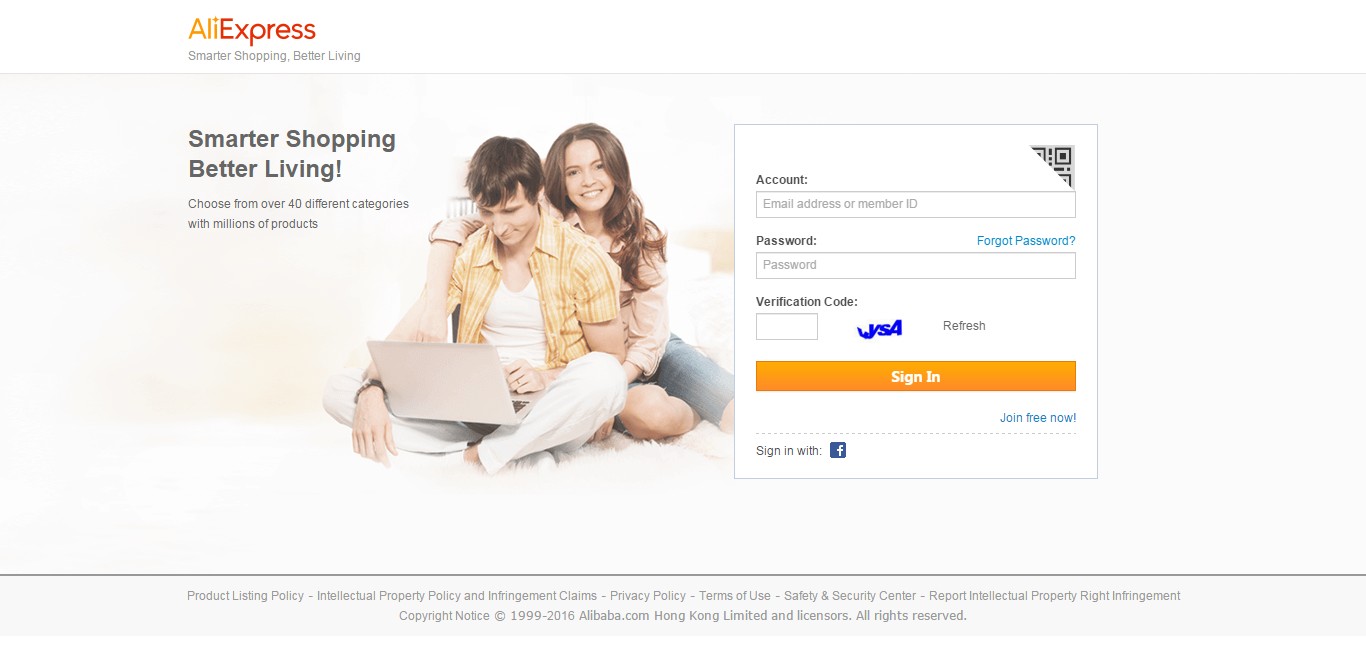 AliExpress
Smarter Shopping, Better Living
Smarter Shopping
Better Living!
Choose from over 40 different categories
with millions of products
Account:
Email address or member ID
Password: Forgot Password?
Password
Verification Code:
Refresh
Sign In
Join free now!
Sign in with: f
Product Listing Policy - Intellectual Property Policy and Infringement Claims - Privacy Policy - Terms of Use - Safety & Security Center - Report Intellectual Property Right Infringement
Copyright Notice © 1999-2016 Alibaba.com Hong Kong Limited and licensors. All rights reserved.